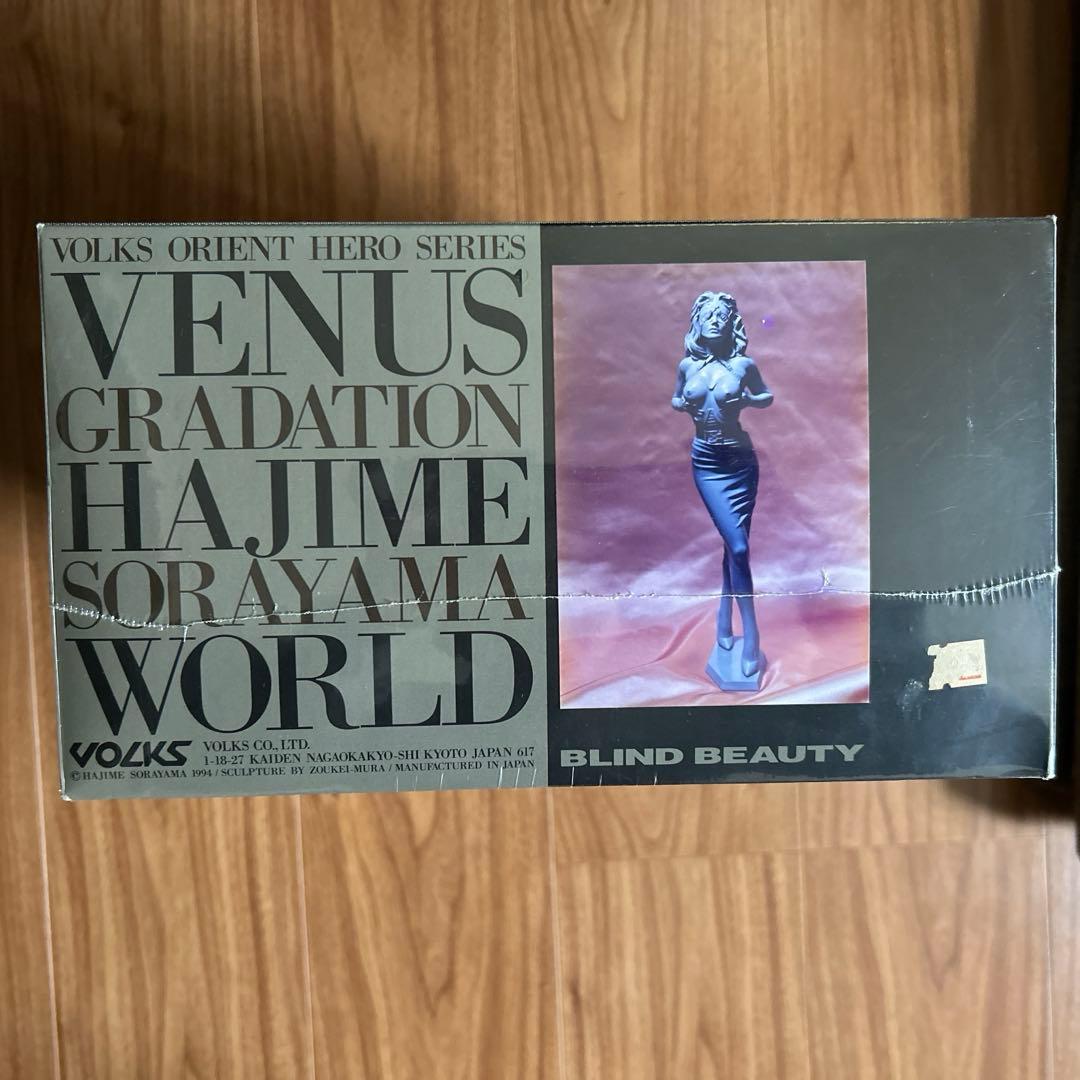 VOLKS ORIENT HERO SERIES
VENUS
GRADATION
HAJIME
SORAYAMA
WORLD
VOLKS
VOLKS CO., LTD.
1-18-27 KAIDEN NAGAOKAKYO-SHI KYOTO JAPAN 617
© HAJIME SORAYAMA 1994 / SCULPTURE BY ZOUKEI-MURA / MANUFACTURED IN JAPAN
BLIND BEAUTY